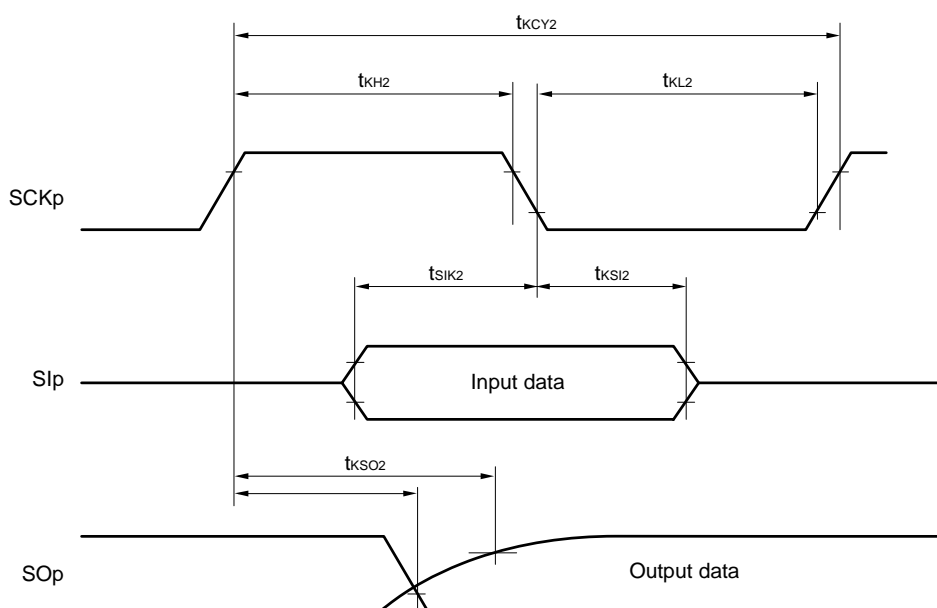 tKCY2
tKH2
tKL2
SCKp
tSIK2
tKSI2
SIp
Input data
tKSO2
SOp
Output data